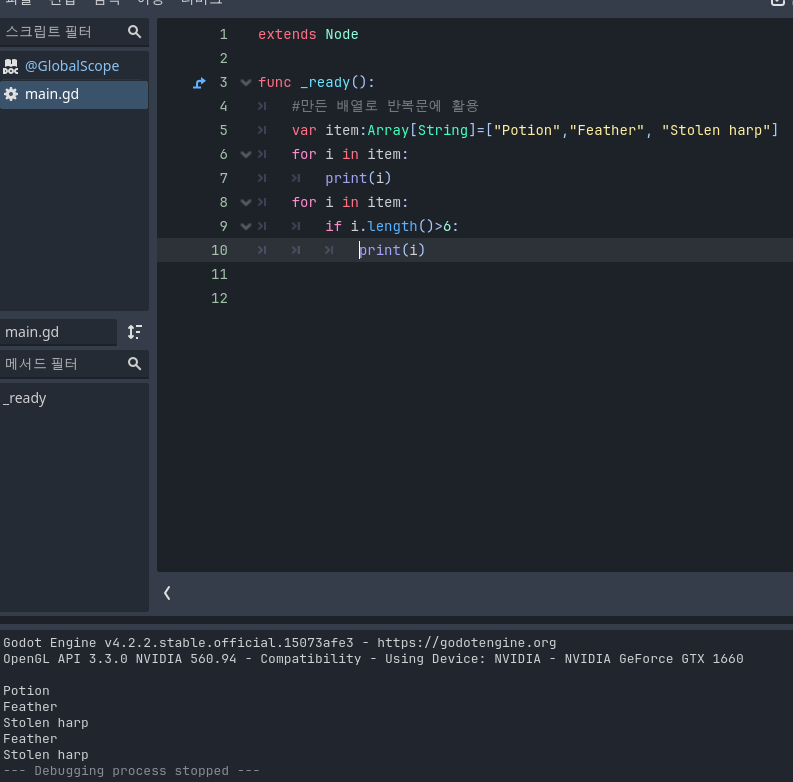 스크립트 필터
@GlobalScope
main.gd
main.gd
메서드 필터
_ready
1 extends Node
2
3 func _ready():
4 #만든 배열로 반복문에 활용
5 var item:Array[String]=["Potion","Feather", "Stolen harp"]
6 for i in item:
7 print(i)
8 for i in item:
9 if i.length()>6:
10 print(i)
11
12
Godot Engine v4.2.2.stable.official.15073afe3 - https://godotengine.org
OpenGL API 3.3.0 NVIDIA 560.94 - Compatibility - Using Device: NVIDIA - NVIDIA GeForce GTX 1660
Potion
Feather
Stolen harp
Feather
Stolen harp
--- Debugging process stopped ---